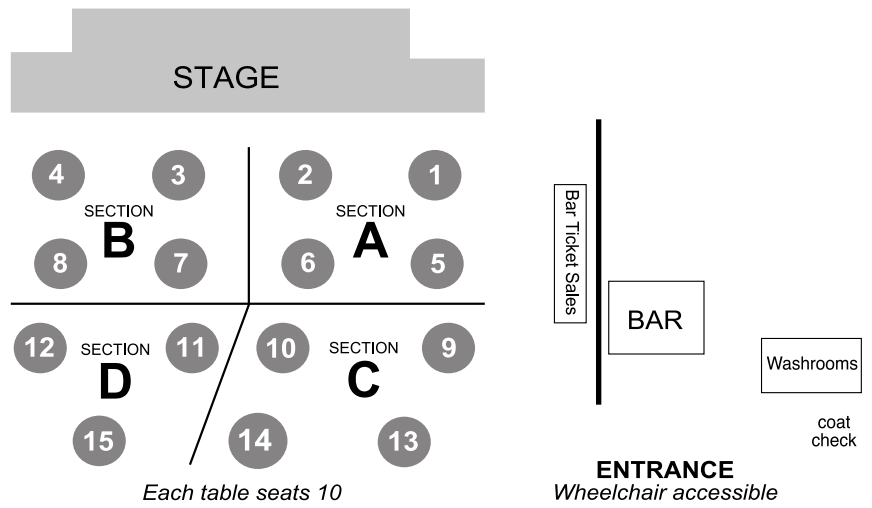 STAGE
4
3
2
1
SECTION
B
SECTION
A
8
7
6
5
Bar Ticket Sales
BAR
12
SECTION
D
11
10
SECTION
C
9
Washrooms
15
14
13
coat
check
ENTRANCE
Wheelchair accessible
Each table seats 10